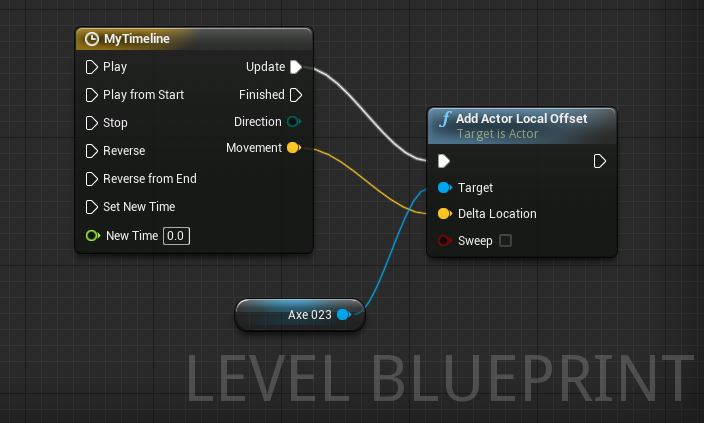 MyTimeline
Play
Update
Play from Start
Finished
Stop
Direction
Reverse
Movement
Reverse from End
Set New Time
New Time 0.0
f Add Actor Local Offset
Target is Actor
Target
Delta Location
Sweep
Axe 023
LEVEL BLUEPRINT